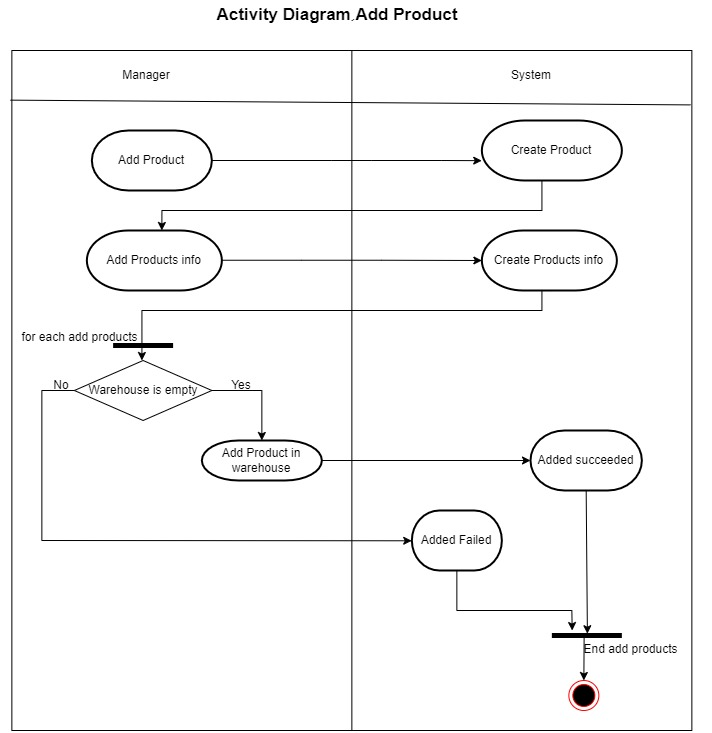 Activity Diagram Add Product
Manager
System
Add Product
Create Product
Add Products info
Create Products info
for each add products
No
Warehouse is empty
Yes
Add Product in
warehouse
Added succeeded
Added Failed
End add products